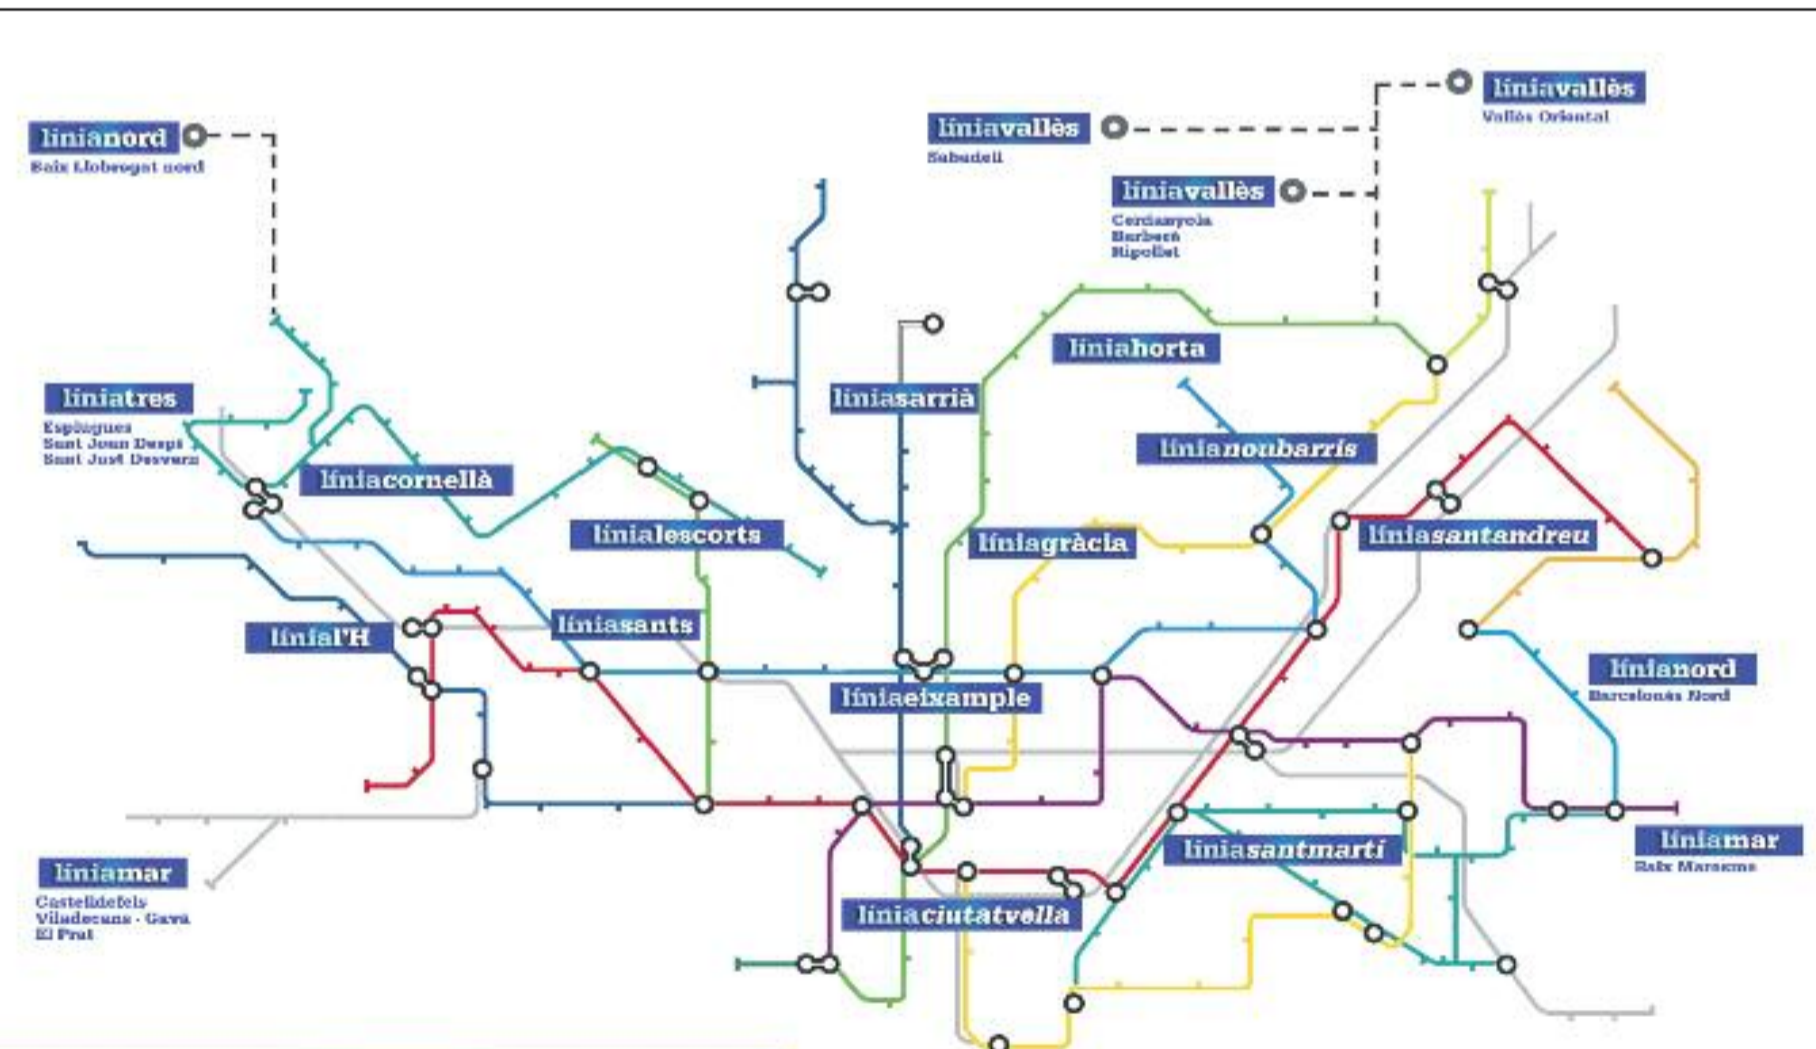 líniavallès
Vallès Oriental
líniavallès
Sabadell
línianord
Baix Llobregat nord
líniavallès
Cerdanyola
Barberà
Ripollet
líniahorta
líniatres
Esplugues
Sant Joan Despí
Sant Just Desvern
líniasarrià
línianoubarris
líniacornellà
línialescorts
líniagràcia
líniasantandreu
línial'H
líniasants
línianord
Barcelonès Nord
líniaeixample
líniasantmartí
líniamar
Baix Maresme
líniamar
Castelldefels
Viladecans - Gavà
El Prat
líniaciutatvella